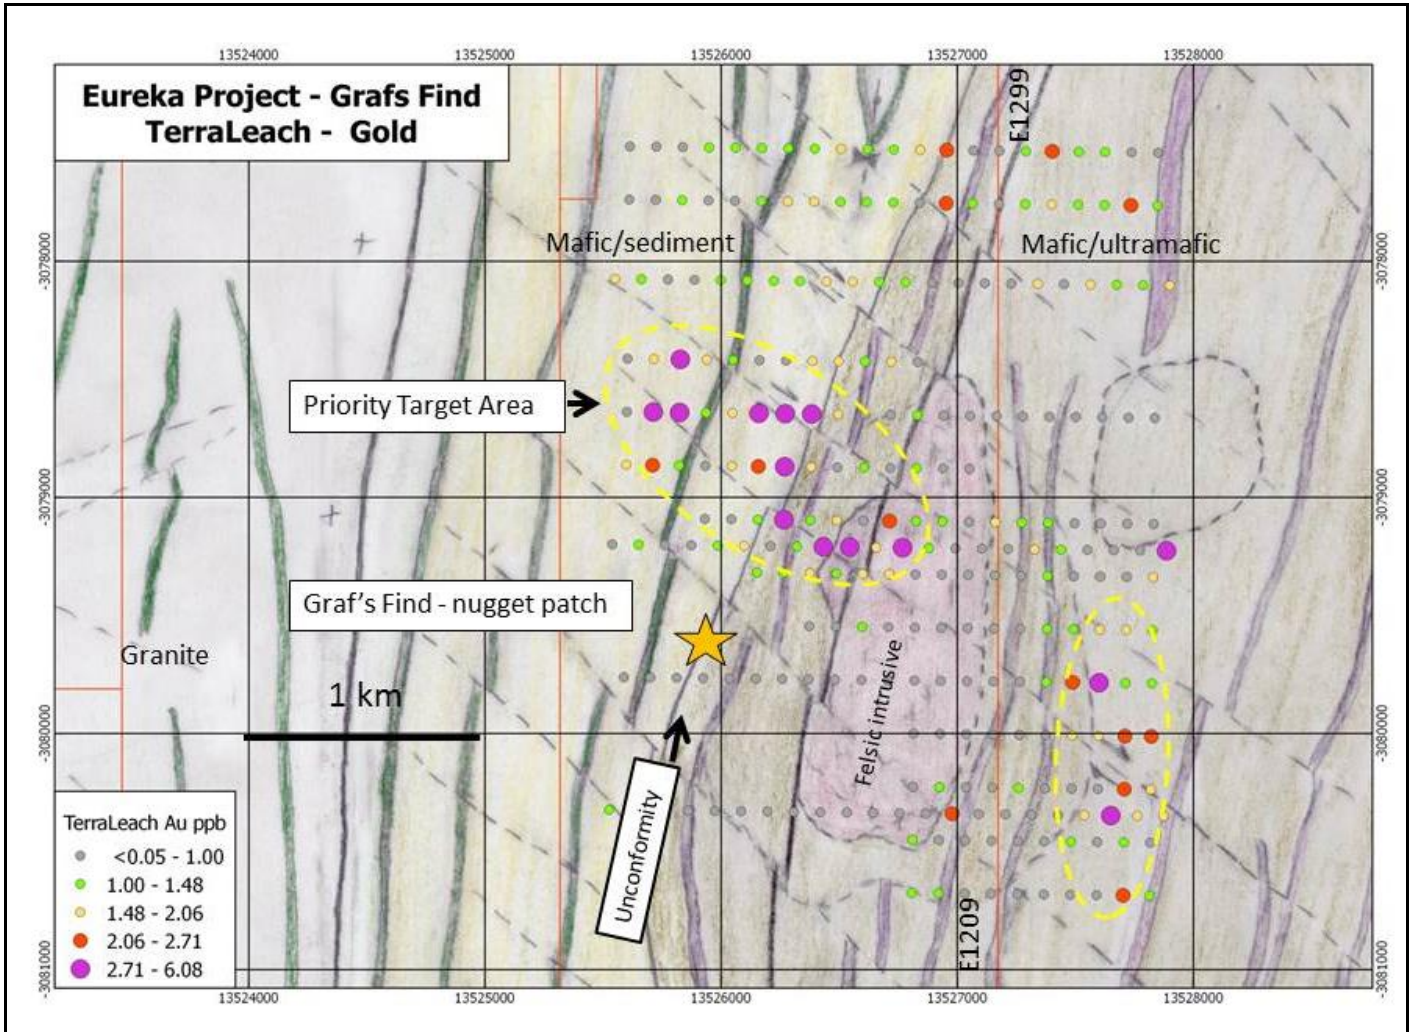 13524000 13525000 13526000 13527000 13528000
Eureka Project - Grafs Find
TerraLeach - Gold
E1299
Mafic/sediment
Mafic/ultramafic
-3078000
-3078000
Priority Target Area
-3079000
-3079000
Graf's Find - nugget patch
Granite
Felsic intrusive
1 km
-3080000
-3080000
Unconformity
TerraLeach Au ppb
<0.05 - 1.00
1.00 - 1.48
1.48 - 2.06
2.06 - 2.71
2.71 - 6.08
E1209
-3081000
-3081000
13524000 13525000 13526000 13527000 13528000